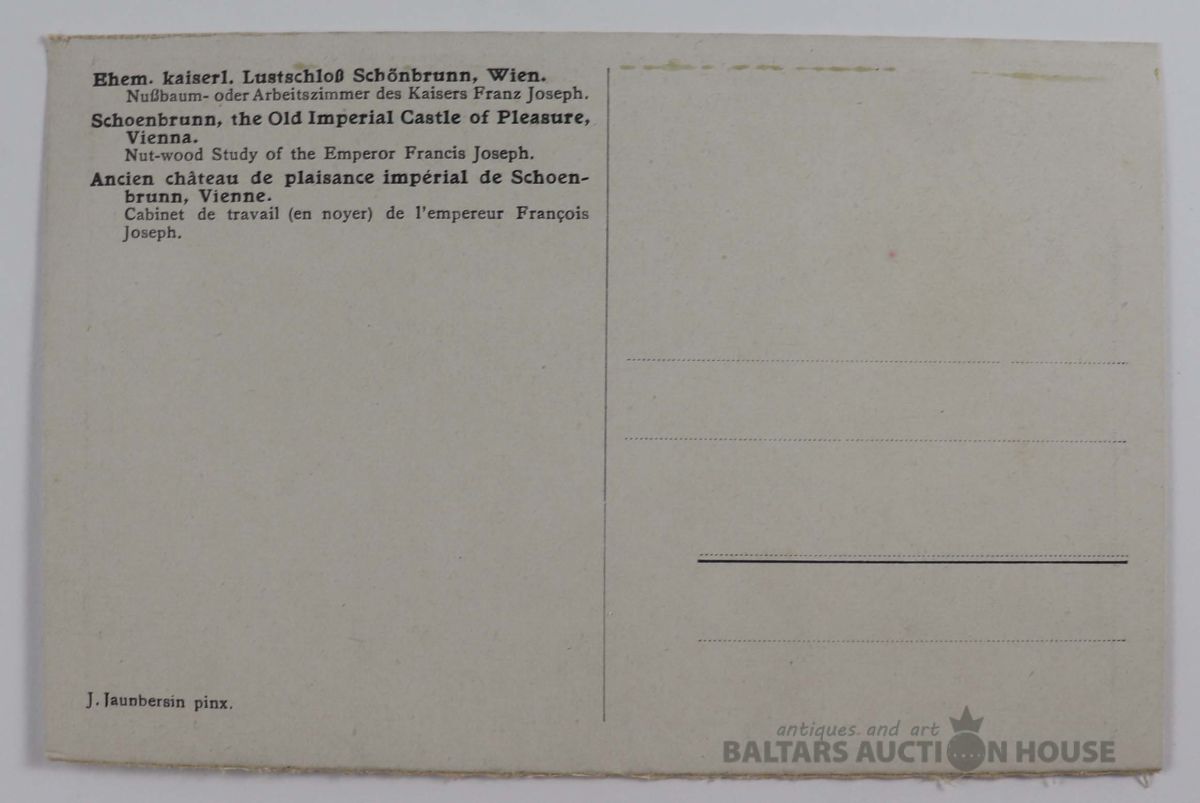 Ehem. kaiserl. Lustschloß Schönbrunn, Wien.
Nußbaum- oder Arbeitszimmer des Kaisers Franz Joseph.
Schoenbrunn, the Old Imperial Castle of Pleasure,
Vienna.
Nut-wood Study of the Emperor Francis Joseph.
Ancien château de plaisance impérial de Schoen-
brunn, Vienne.
Cabinet de travail (en noyer) de l'empereur François
Joseph.
J. Jaunbersin pinx.
antiques and art
BALTARS AUCTION HOUSE